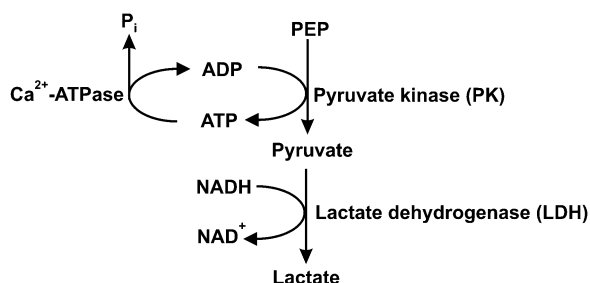 Pi
PEP
ADP
Ca2+-ATPase
Pyruvate kinase (PK)
ATP
Pyruvate
NADH
Lactate dehydrogenase (LDH)
NAD+
Lactate